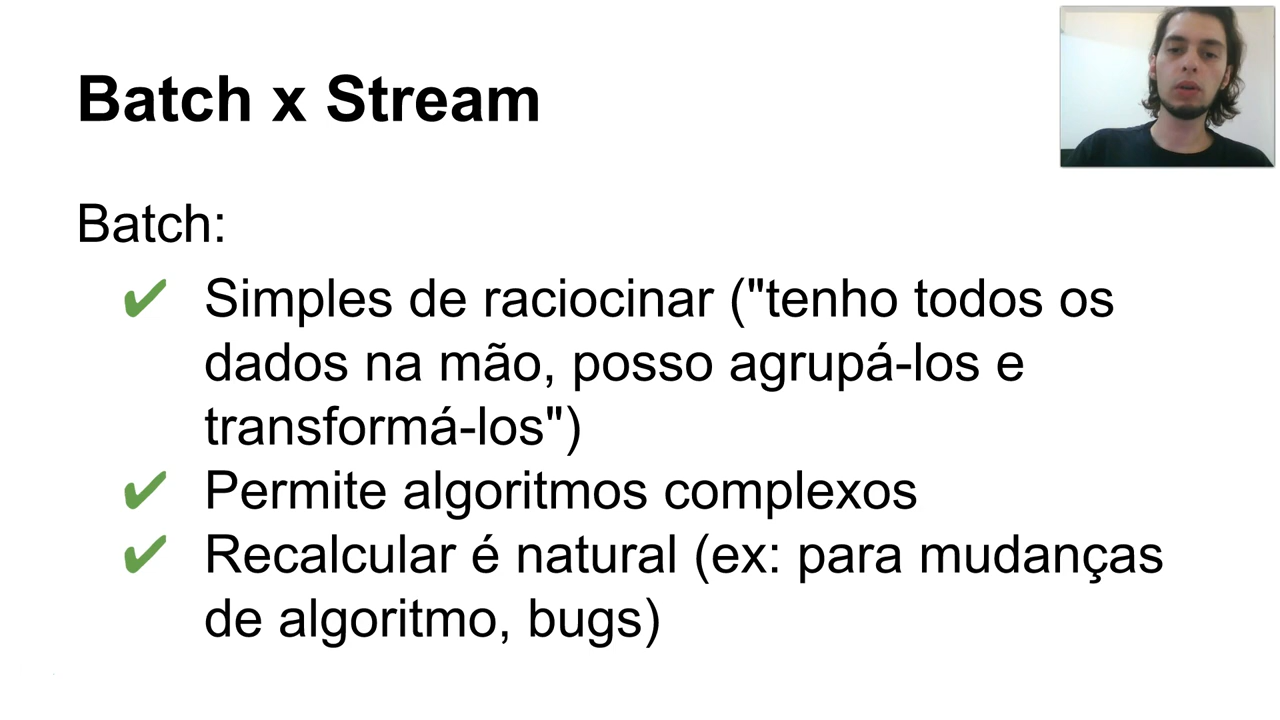 Batch x Stream
Batch:
✔ Simples de raciocinar ("tenho todos os
dados na mão, posso agrupá-los e
transformá-los")
✔ Permite algoritmos complexos
✔ Recalcular é natural (ex: para mudanças
de algoritmo, bugs)